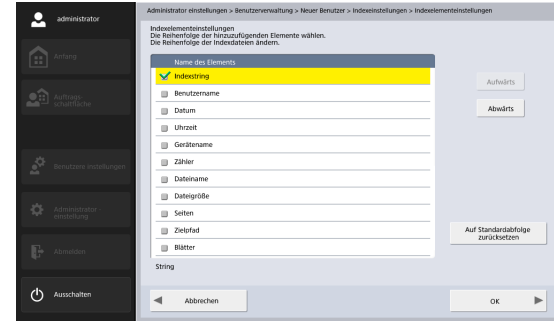 administrator
Anfang
Auftrags-
schaltfläche
Benutzers instellungen
Administrator-
einstellung
Abmelden
Ausschalten
Administrator einstellungen > Benutzerverwaltung > Neuer Benutzer > Indexeinstellungen > Indexelementeinstellungen
Indexelementeinstellungen
Die Reihenfolge der hinzuzufügenden Elemente wählen.
Die Reihenfolge der Indexdateien ändern.
Name des Elements
Indexstring
Benutzername
Datum
Uhrzeit
Gerätename
Zähler
Dateiname
Dateigröße
Seiten
Zielpfad
Blätter
String
Aufwärts
Abwärts
Auf Standardabfolge
zurücksetzen
Abbrechen
OK